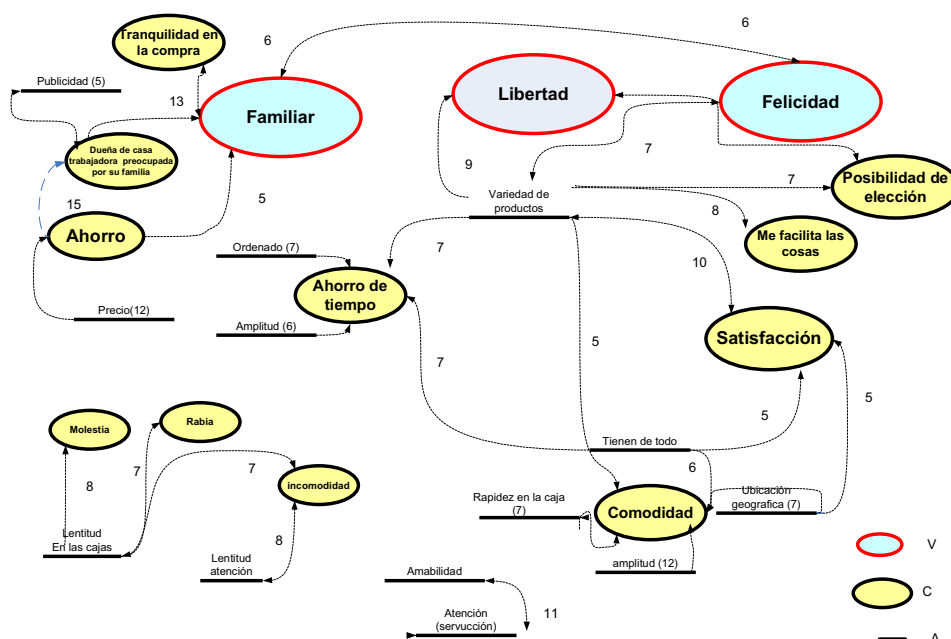 Tranquilidad en
la compra
6
6
Publicidad (5)
13
Familiar
Libertad
Felicidad
Dueña de casa
trabajadora preocupada
por su familia
9
7
7
Posibilidad de
elección
15
5
Variedad de
productos
8
Ahorro
Me facilita las
cosas
Ordenado (7)
7
10
Ahorro de
tiempo
Precio(12)
Amplitud (6)
Satisfacción
5
7
5
5
Molestia
Rabia
Tienen de todo
7
7
6
8
incomodidad
Rapidez en la caja
(7)
Comodidad
Ubicación
geografica (7)
Lentitud
En las cajas
8
Lentitud
atención
Amabilidad
amplitud (12)
V
C
11
Atención
(servucción)
A